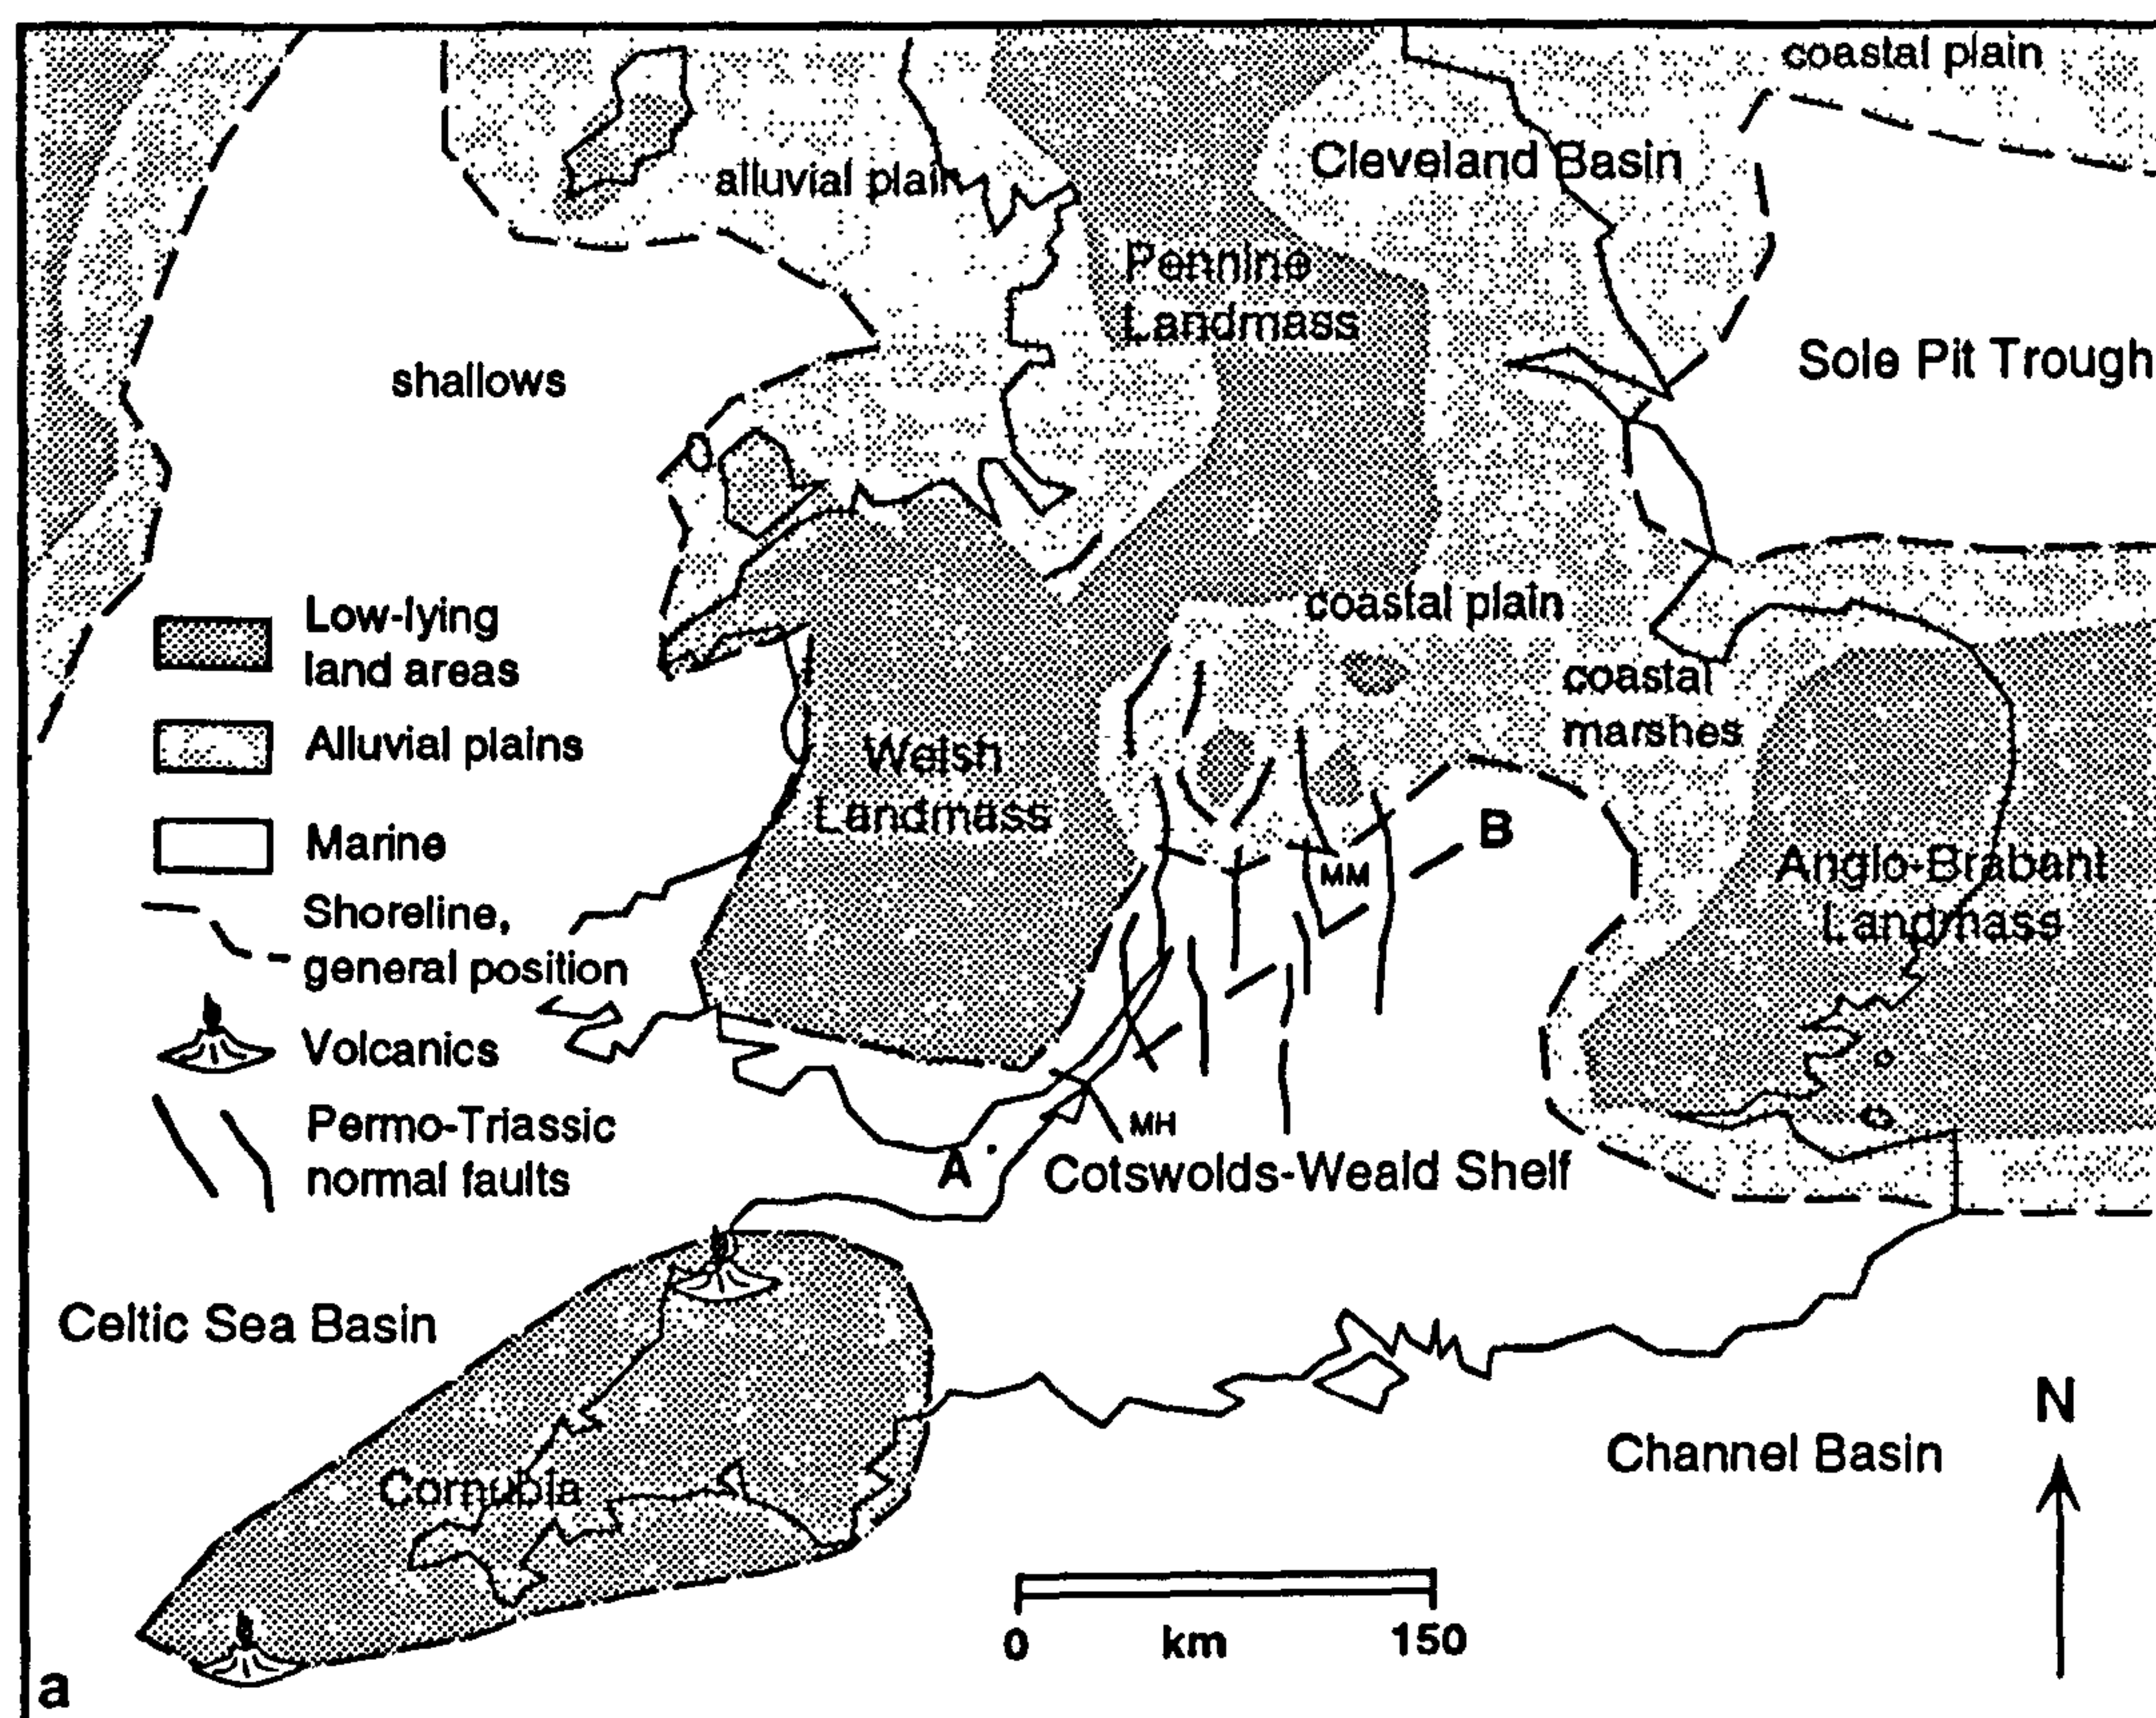 coastal plain
Cleveland Basin
alluvial plain
Pennine
Landmass
Sole Pit Trough
shallows
coastal plain
coastal
marshes
Low-lying
land areas
Alluvial plains
Marine
Shoreline,
general position
Volcanics
Permo-Triassic
normal faults
Welsh
Landmass
B
MM
Anglo-Brabant
Landmass
MH
A
Cotswolds-Weald Shelf
Celtic Sea Basin
Cornubia
Channel Basin
N
0 km 150
a